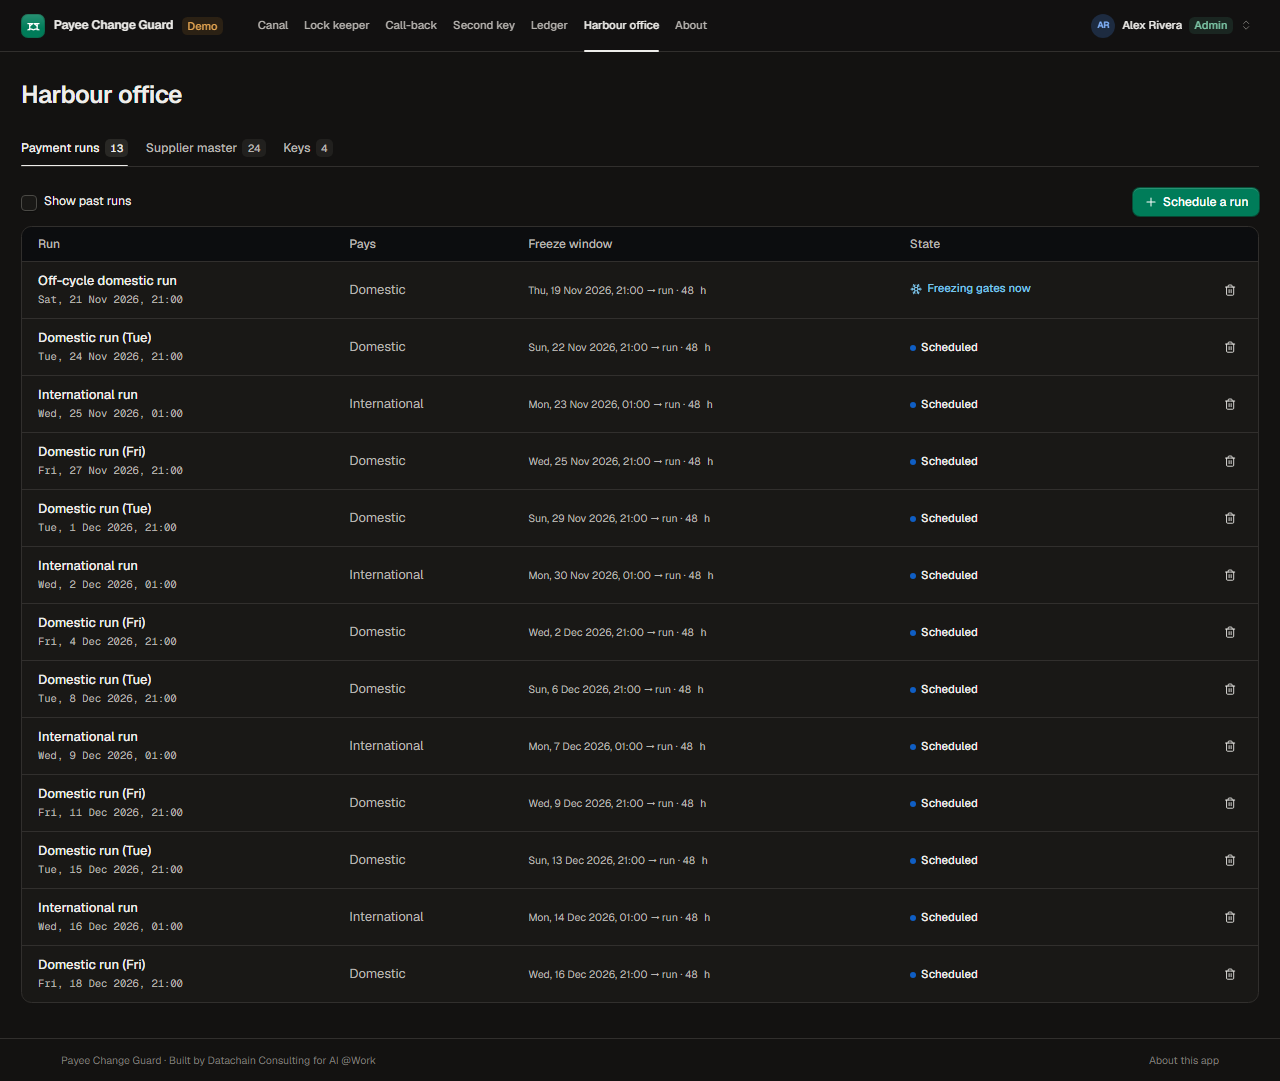 Payee Change Guard Demo Canal Lock keeper Call-back Second key Ledger Harbour office About AR Alex Rivera Admin
Harbour office
Payment runs 13 Supplier master 24 Keys 4
Show past runs + Schedule a run
Run Pays Freeze window State
Off-cycle domestic run
Sat, 21 Nov 2026, 21:00 Domestic Thu, 19 Nov 2026, 21:00 → run · 48 h Freezing gates now
Domestic run (Tue)
Tue, 24 Nov 2026, 21:00 Domestic Sun, 22 Nov 2026, 21:00 → run · 48 h Scheduled
International run
Wed, 25 Nov 2026, 01:00 International Mon, 23 Nov 2026, 01:00 → run · 48 h Scheduled
Domestic run (Fri)
Fri, 27 Nov 2026, 21:00 Domestic Wed, 25 Nov 2026, 21:00 → run · 48 h Scheduled
Domestic run (Tue)
Tue, 1 Dec 2026, 21:00 Domestic Sun, 29 Nov 2026, 21:00 → run · 48 h Scheduled
International run
Wed, 2 Dec 2026, 01:00 International Mon, 30 Nov 2026, 01:00 → run · 48 h Scheduled
Domestic run (Fri)
Fri, 4 Dec 2026, 21:00 Domestic Wed, 2 Dec 2026, 21:00 → run · 48 h Scheduled
Domestic run (Tue)
Tue, 8 Dec 2026, 21:00 Domestic Sun, 6 Dec 2026, 21:00 → run · 48 h Scheduled
International run
Wed, 9 Dec 2026, 01:00 International Mon, 7 Dec 2026, 01:00 → run · 48 h Scheduled
Domestic run (Fri)
Fri, 11 Dec 2026, 21:00 Domestic Wed, 9 Dec 2026, 21:00 → run · 48 h Scheduled
Domestic run (Tue)
Tue, 15 Dec 2026, 21:00 Domestic Sun, 13 Dec 2026, 21:00 → run · 48 h Scheduled
International run
Wed, 16 Dec 2026, 01:00 International Mon, 14 Dec 2026, 01:00 → run · 48 h Scheduled
Domestic run (Fri)
Fri, 18 Dec 2026, 21:00 Domestic Wed, 16 Dec 2026, 21:00 → run · 48 h Scheduled
Payee Change Guard · Built by Datachain Consulting for AI @Work About this app